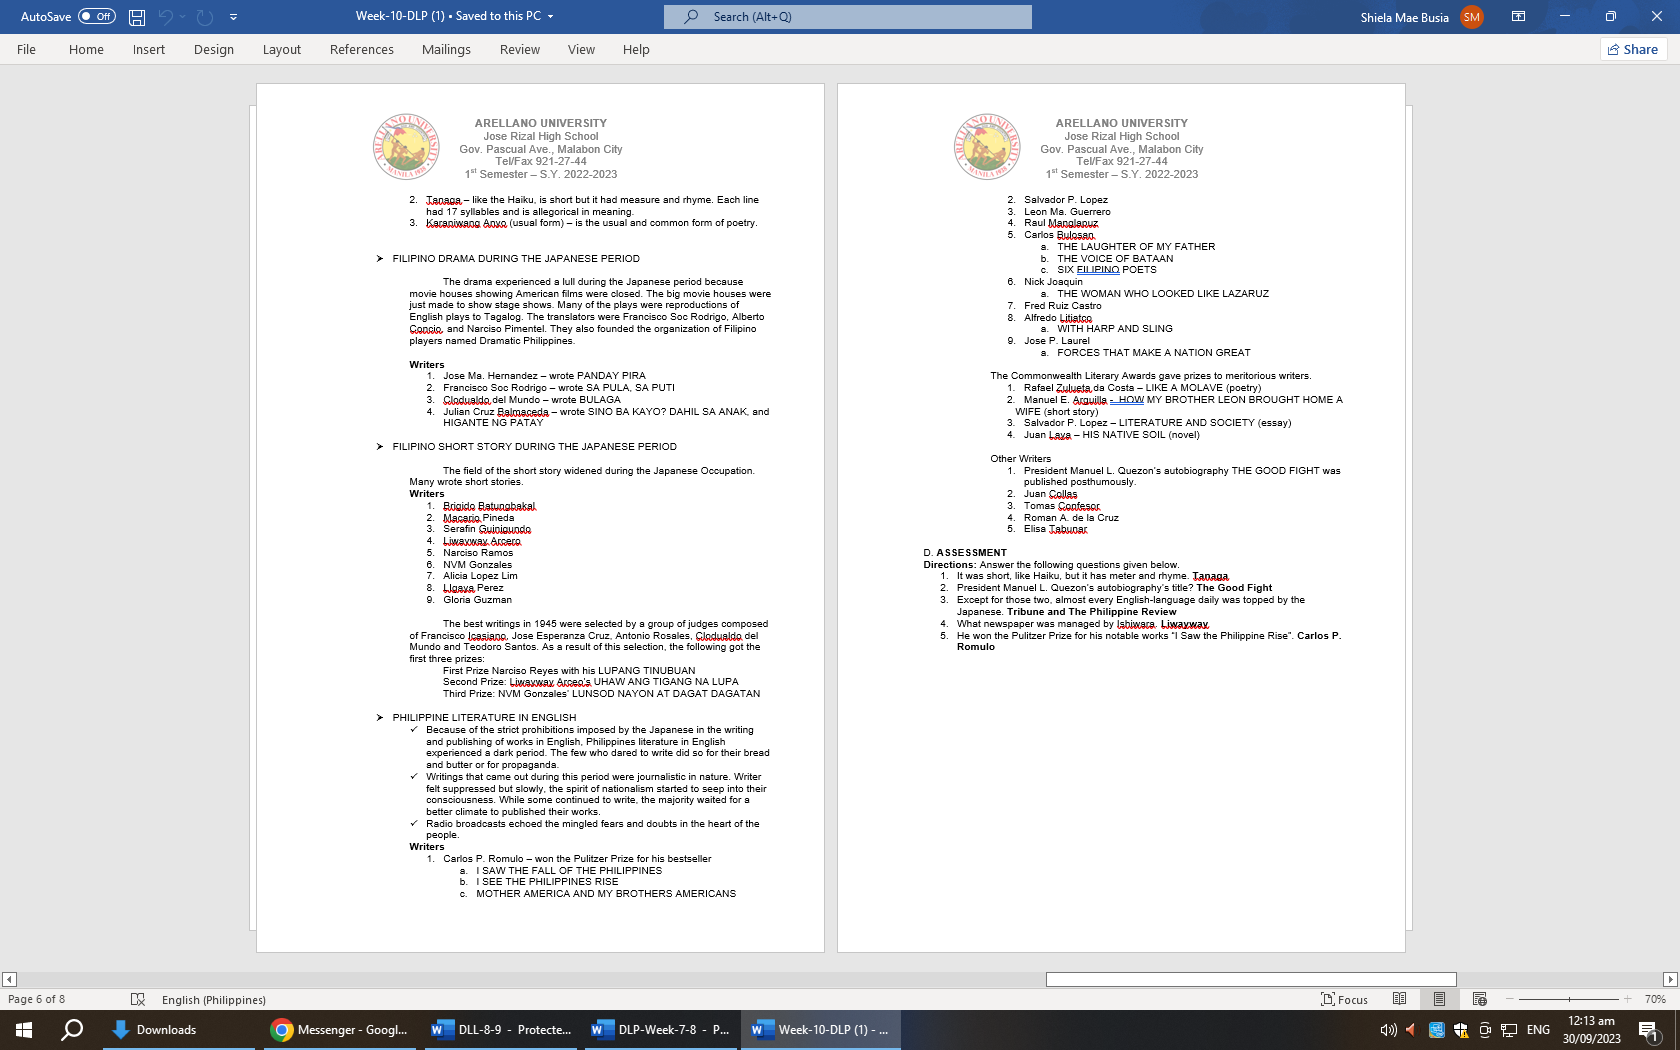 AutoSave Off
Week-10-DLP (1) • Saved to this PC
Search (Alt+Q)
Shiela Mae Busia SM
File Home Insert Design Layout References Mailings Review View Help Share
ARELLANO UNIVERSITY
Jose Rizal High School
Gov. Pascual Ave., Malabon City
Tel/Fax 921-27-44
1st Semester – S.Y. 2022-2023
2. Tanaga – like the Haiku, is short but it had measure and rhyme. Each line
had 17 syllables and is allegorical in meaning.
3. Karaniwang Anyo (usual form) – is the usual and common form of poetry.
➢ FILIPINO DRAMA DURING THE JAPANESE PERIOD
The drama experienced a lull during the Japanese period because
movie houses showing American films were closed. The big movie houses were
just made to show stage shows. Many of the plays were reproductions of
English plays to Tagalog. The translators were Francisco Soc Rodrigo, Alberto
Concio, and Narciso Pimentel. They also founded the organization of Filipino
players named Dramatic Philippines.
Writers
1. Jose Ma. Hernandez – wrote PANDAY PIRA
2. Francisco Soc Rodrigo – wrote SA PULA, SA PUTI
3. Clodualdo del Mundo – wrote BULAGA
4. Julian Cruz Balmaceda – wrote SINO BA KAYO? DAHIL SA ANAK, and
HIGANTE NG PATAY
➢ FILIPINO SHORT STORY DURING THE JAPANESE PERIOD
The field of the short story widened during the Japanese Occupation.
Many wrote short stories.
Writers
1. Brigido Batungbakal
2. Macario Pineda
3. Serafin Guinigundo
4. Liwayway Arcero
5. Narciso Ramos
6. NVM Gonzales
7. Alicia Lopez Lim
8. LIgaya Perez
9. Gloria Guzman
The best writings in 1945 were selected by a group of judges composed
of Francisco Icasiano, Jose Esperanza Cruz, Antonio Rosales, Clodualdo del
Mundo and Teodoro Santos. As a result of this selection, the following got the
first three prizes:
First Prize Narciso Reyes with his LUPANG TINUBUAN
Second Prize: Liwayway Arceo's UHAW ANG TIGANG NA LUPA
Third Prize: NVM Gonzales' LUNSOD NAYON AT DAGAT DAGATAN
➢ PHILIPPINE LITERATURE IN ENGLISH
✓ Because of the strict prohibitions imposed by the Japanese in the writing
and publishing of works in English, Philippines literature in English
experienced a dark period. The few who dared to write did so for their bread
and butter or for propaganda.
✓ Writings that came out during this period were journalistic in nature. Writer
felt suppressed but slowly, the spirit of nationalism started to seep into their
consciousness. While some continued to write, the majority waited for a
better climate to published their works.
✓ Radio broadcasts echoed the mingled fears and doubts in the heart of the
people.
Writers
1. Carlos P. Romulo – won the Pulitzer Prize for his bestseller
a. I SAW THE FALL OF THE PHILIPPINES
b. I SEE THE PHILIPPINES RISE
c. MOTHER AMERICA AND MY BROTHERS AMERICANS
ARELLANO UNIVERSITY
Jose Rizal High School
Gov. Pascual Ave., Malabon City
Tel/Fax 921-27-44
1st Semester – S.Y. 2022-2023
2. Salvador P. Lopez
3. Leon Ma. Guerrero
4. Raul Manglapuz
5. Carlos Bulosan
a. THE LAUGHTER OF MY FATHER
b. THE VOICE OF BATAAN
c. SIX FILIPINO POETS
6. Nick Joaquin
a. THE WOMAN WHO LOOKED LIKE LAZARUZ
7. Fred Ruiz Castro
8. Alfredo Litiatco
a. WITH HARP AND SLING
9. Jose P. Laurel
a. FORCES THAT MAKE A NATION GREAT
The Commonwealth Literary Awards gave prizes to meritorious writers.
1. Rafael Zulueta da Costa – LIKE A MOLAVE (poetry)
2. Manuel E. Arguilla - HOW MY BROTHER LEON BROUGHT HOME A
WIFE (short story)
3. Salvador P. Lopez – LITERATURE AND SOCIETY (essay)
4. Juan Laya – HIS NATIVE SOIL (novel)
Other Writers
1. President Manuel L. Quezon's autobiography THE GOOD FIGHT was
published posthumously.
2. Juan Collas
3. Tomas Confesor
4. Roman A. de la Cruz
5. Elisa Tabunar
D. ASSESSMENT
Directions: Answer the following questions given below.
1. It was short, like Haiku, but it has meter and rhyme. Tanaga
2. President Manuel L. Quezon's autobiography's title? The Good Fight
3. Except for those two, almost every English-language daily was topped by the
Japanese. Tribune and The Philippine Review
4. What newspaper was managed by Ishiwara. Liwayway
5. He won the Pulitzer Prize for his notable works "I Saw the Philippine Rise". Carlos P.
Romulo
Page 6 of 8 English (Philippines) Focus 70%
Downloads
Messenger - Googl...
DLL-8-9 - Protecte...
DLP-Week-7-8 - P...
Week-10-DLP (1) - ...
ENG
12:13 am
30/09/2023
1